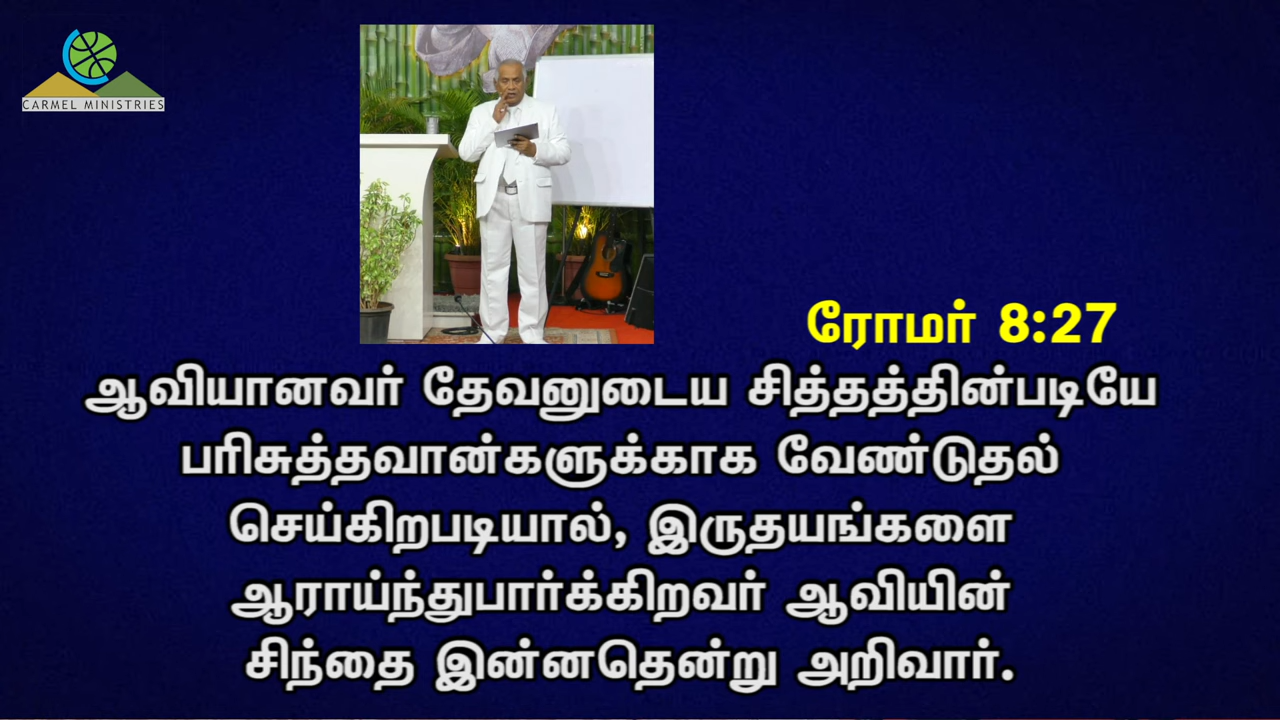 CARMEL MINISTRIES
ரோமர் 8:27
ஆவியானவர் தேவனுடைய சித்தத்தின்படியே
பரிசுத்தவான்களுக்காக வேண்டுதல்
செய்கிறபடியால், இருதயங்களை
ஆராய்ந்துபார்க்கிறவர் ஆவியின்
சிந்தை இன்னதென்று அறிவார்.